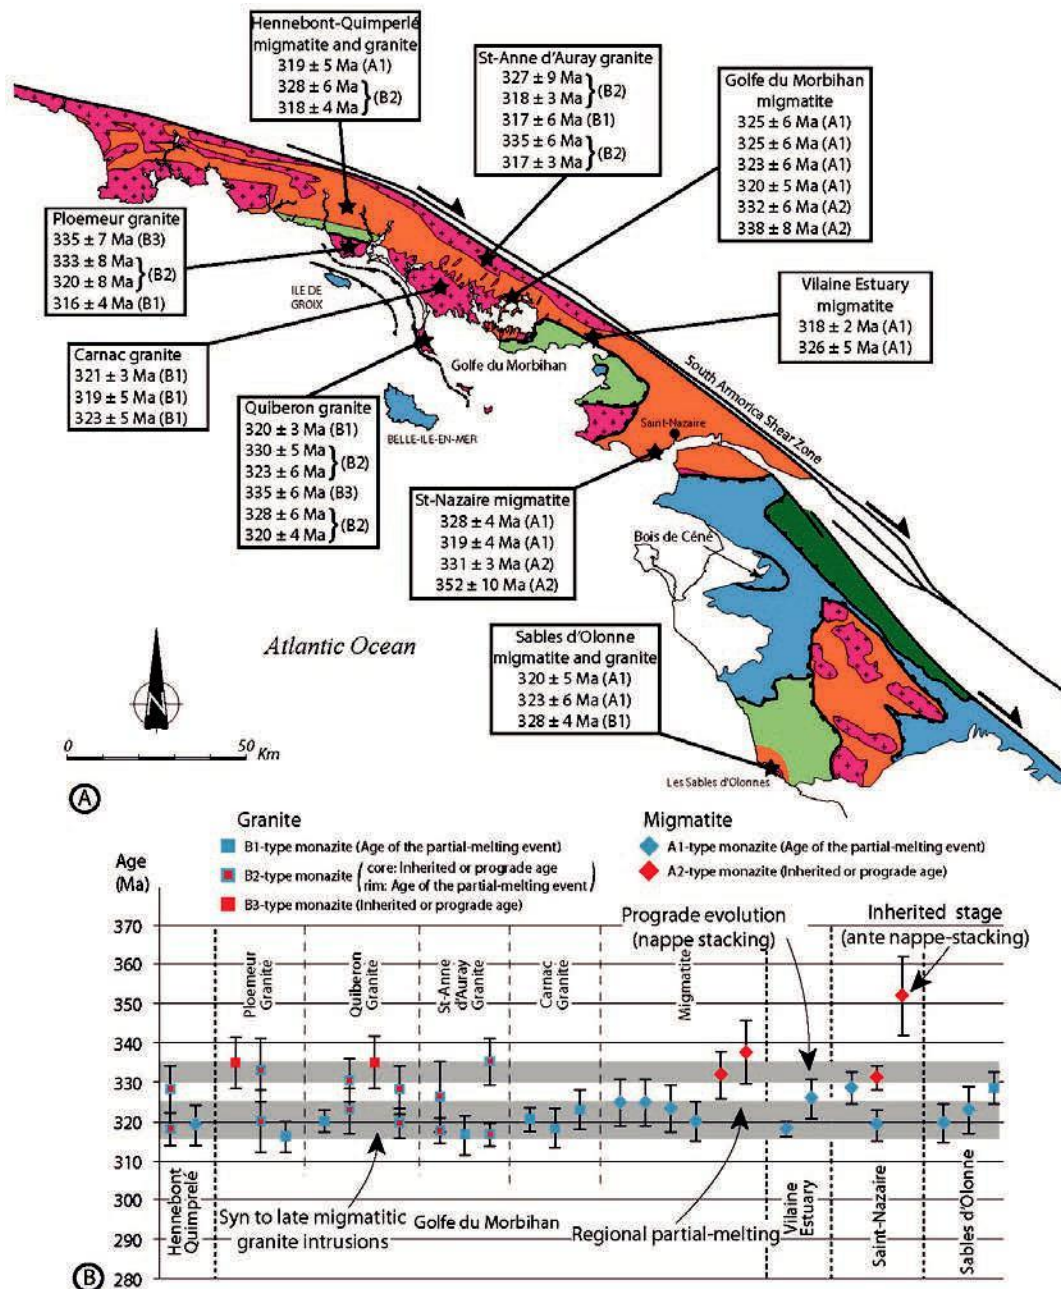 Hennebont-Quimperlé
migmatite and granite
319 ± 5 Ma (A1)
328 ± 6 Ma
318 ± 4 Ma
(B2)
St-Anne d'Auray granite
327 ± 9 Ma
318 ± 3 Ma
(B2)
317 ± 6 Ma (B1)
335 ± 6 Ma
317 ± 3 Ma
(B2)
Golfe du Morbihan
migmatite
325 ± 6 Ma (A1)
325 ± 6 Ma (A1)
323 ± 6 Ma (A1)
320 ± 5 Ma (A1)
332 ± 6 Ma (A2)
338 ± 8 Ma (A2)
Ploemeur granite
335 ± 7 Ma (B3)
333 ± 8 Ma
320 ± 8 Ma
(B2)
316 ± 4 Ma (B1)
ILE DE
GROIX
Vilaine Estuary
migmatite
318 ± 2 Ma (A1)
326 ± 5 Ma (A1)
Carnac granite
321 ± 3 Ma (B1)
319 ± 5 Ma (B1)
323 ± 5 Ma (B1)
Golfe du Morbihan
South Armorica Shear Zone
Quiberon granite
320 ± 3 Ma (B1)
330 ± 5 Ma
323 ± 6 Ma
(B2)
335 ± 6 Ma (B3)
328 ± 6 Ma
320 ± 4 Ma
(B2)
BELLE-ILE-EN-MER
Saint-Nazaire
St-Nazaire migmatite
328 ± 4 Ma (A1)
319 ± 4 Ma (A1)
331 ± 3 Ma (A2)
352 ± 10 Ma (A2)
Bois de Céné
Atlantic Ocean
Sables d'Olonne
migmatite and granite
320 ± 5 Ma (A1)
323 ± 6 Ma (A1)
328 ± 4 Ma (B1)
N
0 50
Km
Les Sables d'Olonnes
A
Granite
B1-type monazite (Age of the partial-melting event)
B2-type monazite ( core: Inherited or prograde age
rim: Age of the partial-melting event )
B3-type monazite (Inherited or prograde age)
Migmatite
A1-type monazite (Age of the partial-melting event)
A2-type monazite (Inherited or prograde age)
Age
(Ma)
370
360
350
340
330
320
310
300
290
280
Prograde evolution
(nappe stacking)
Inherited stage
(ante nappe-stacking)
Ploemeur
Granite
Quiberon
Granite
St-Anne
d'Auray
Granite
Carnac
Granite
Migmatite
Hennebont
Quimprelé
Syn to late migmatitic
granite intrusions
Golfe du Morbihan
Regional partial-melting
Vilaine
Estuary
Saint-Nazaire
Sables d'Olonne
B